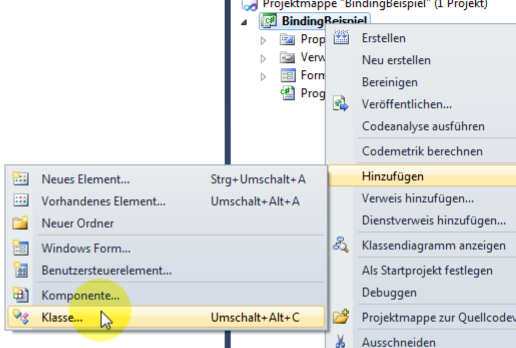 Projektmappe "BindingBeispiel" (1 Projekt)
BindingBeispiel
Prop
Verw
Form
Prog
Erstellen
Neu erstellen
Bereinigen
Veröffentlichen...
Codeanalyse ausführen
Codemetrik berechnen
Hinzufügen
Verweis hinzufügen...
Dienstverweis hinzufügen...
Klassendiagramm anzeigen
Als Startprojekt festlegen
Debuggen
Projektmappe zur Quellcodev
Ausschneiden
Neues Element... Strg+Umschalt+A
Vorhandenes Element... Umschalt+Alt+A
Neuer Ordner
Windows Form...
Benutzersteuerelement...
Komponente...
Klasse... Umschalt+Alt+C